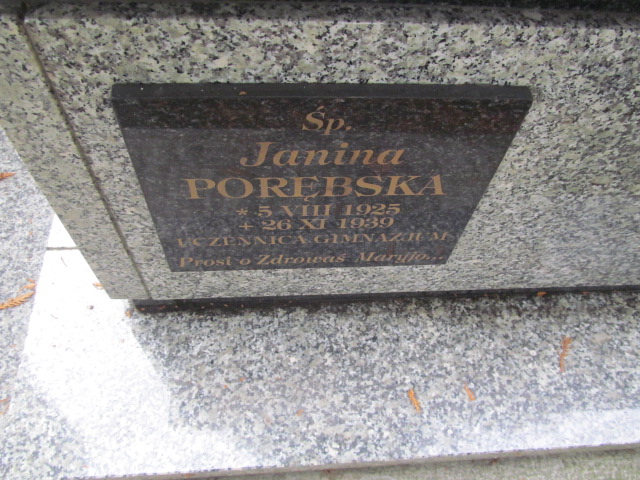 Śp.
Janina
PORĘBSKA
* 5 VIII 1925
+ 26 XI 1939
UCZENNICA GIMNAZJUM
Prosi o Zdrowaś Maryjo...